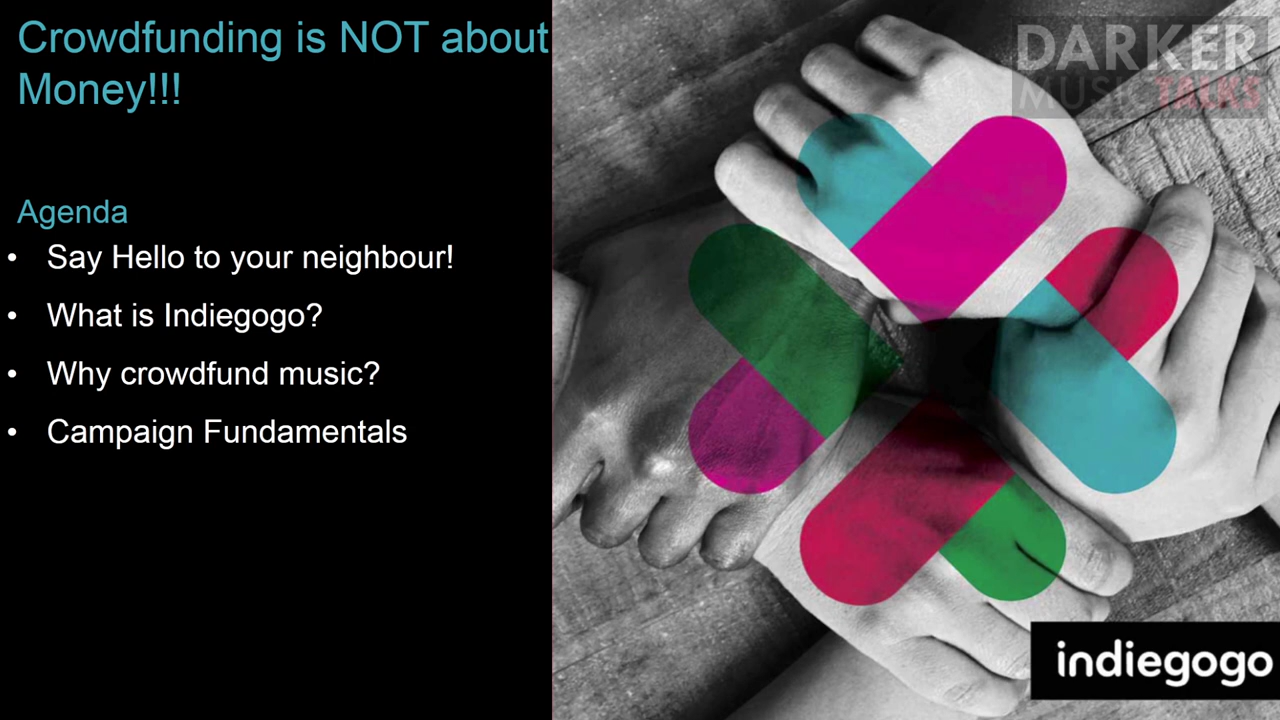 Crowdfunding is NOT about
Money!!!
Agenda
• Say Hello to your neighbour!
• What is Indiegogo?
• Why crowdfund music?
• Campaign Fundamentals
DARKER
MUSIC TALKS
indiegogo